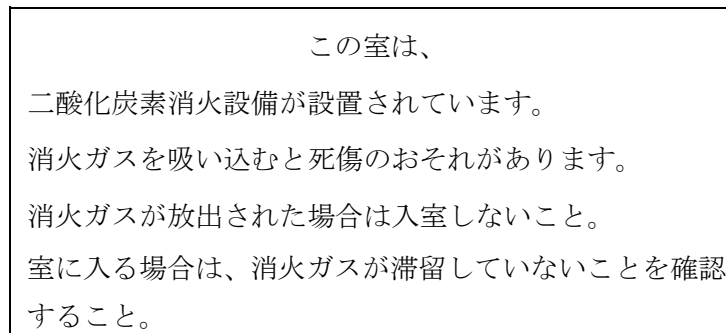 この室は、
二酸化炭素消火設備が設置されています。
消火ガスを吸い込むと死傷のおそれがあります。
消火ガスが放出された場合は入室しないこと。
室に入る場合は、消火ガスが滞留していないことを確認
すること。